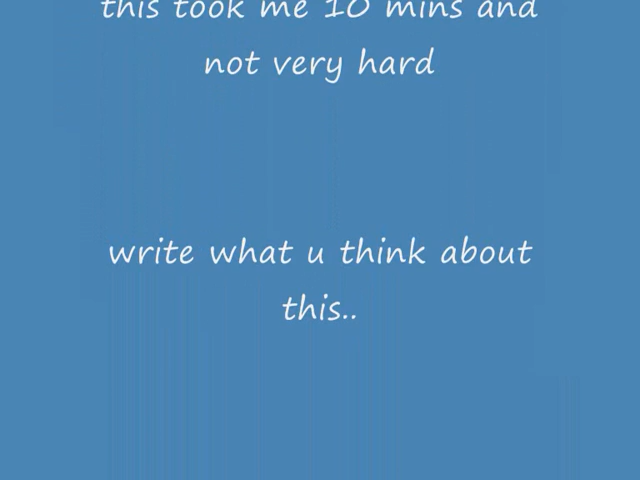 this took me 10 mins and
not very hard
write what u think about
this..